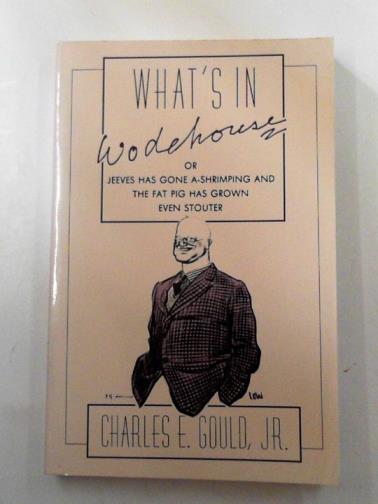 WHAT'S IN
Wodehouse
OR
JEEVES HAS GONE A-SHRIMPING AND
THE FAT PIG HAS GROWN
EVEN STOUTER
LOW
CHARLES E. GOULD, JR.